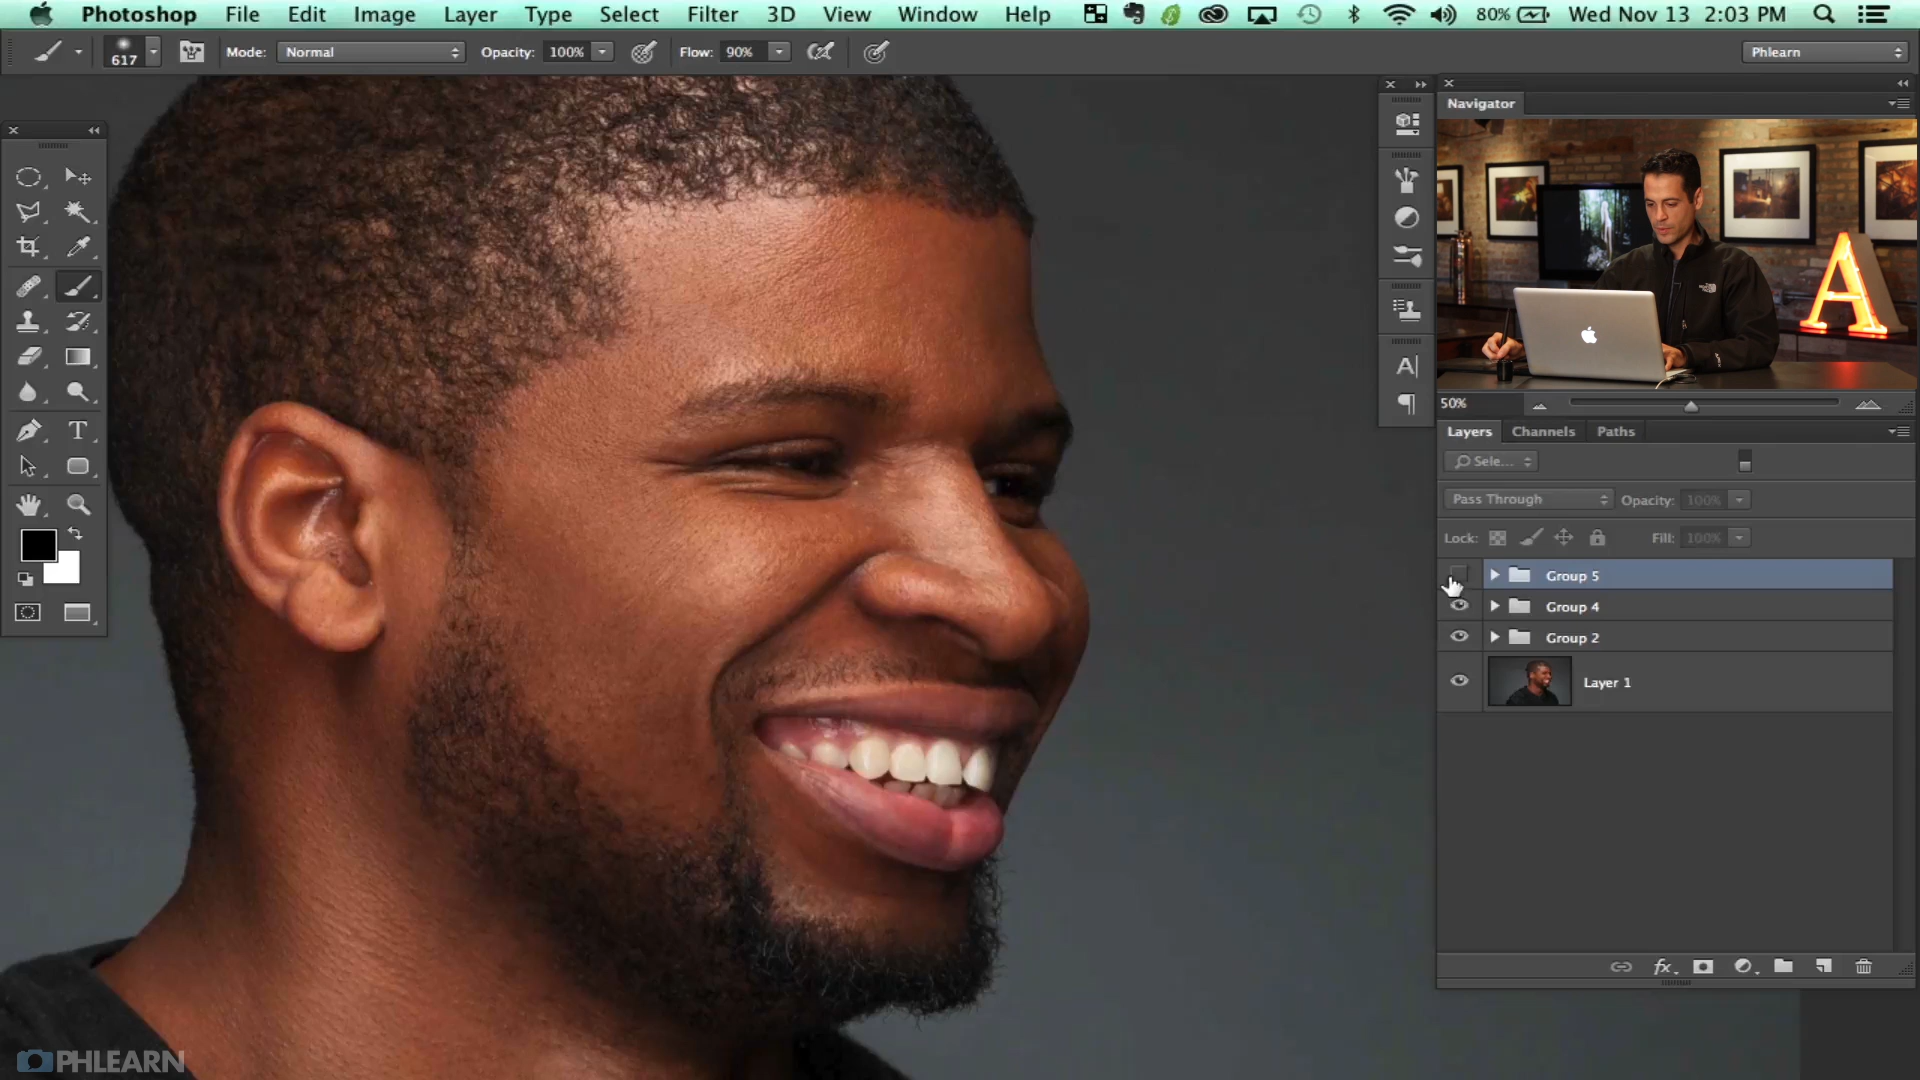 Photoshop File Edit Image Layer Type Select Filter 3D View Window Help 80% Wed Nov 13 2:03 PM
617 Mode: Normal Opacity: 100% Flow: 90% Phlearn
Navigator
A
50%
Layers Channels Paths
Sele...
Pass Through Opacity: 100%
Lock: Fill: 100%
Group 5
Group 4
Group 2
Layer 1
fx
T
A
PHLEARN